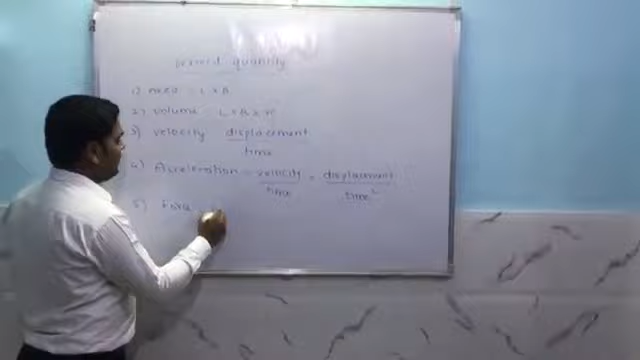 Derived quantity
1) Area = L x B
2) Volume = L x B x H
3) velocity displacement
time
4) Acceleration = velocity = displacement
time time²
5) Force